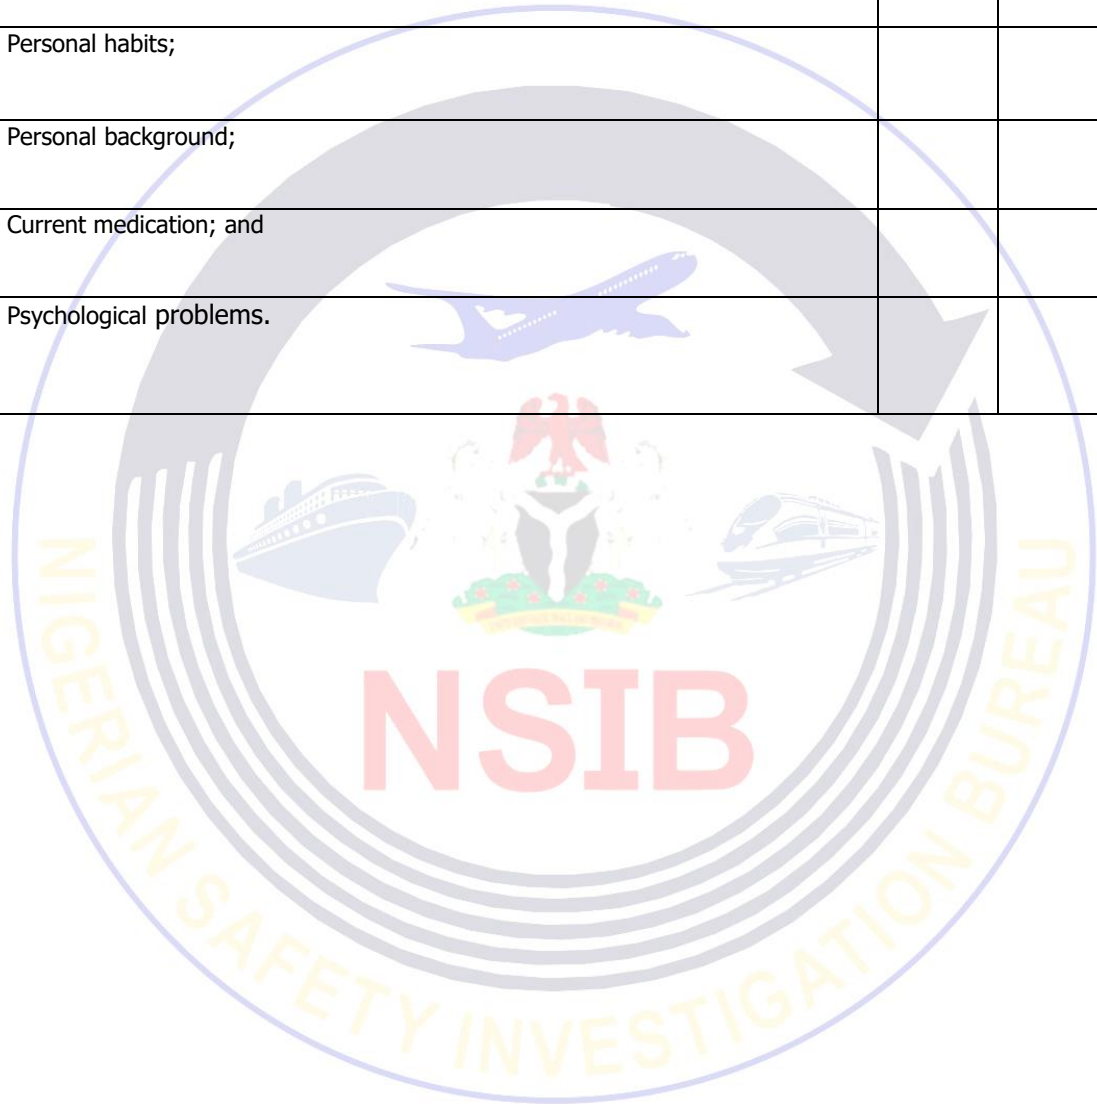 Personal habits;
Personal background;
Current medication; and
Psychological problems.
NSIB
NIGERIAN SAFETY INVESTIGATION BUREAU